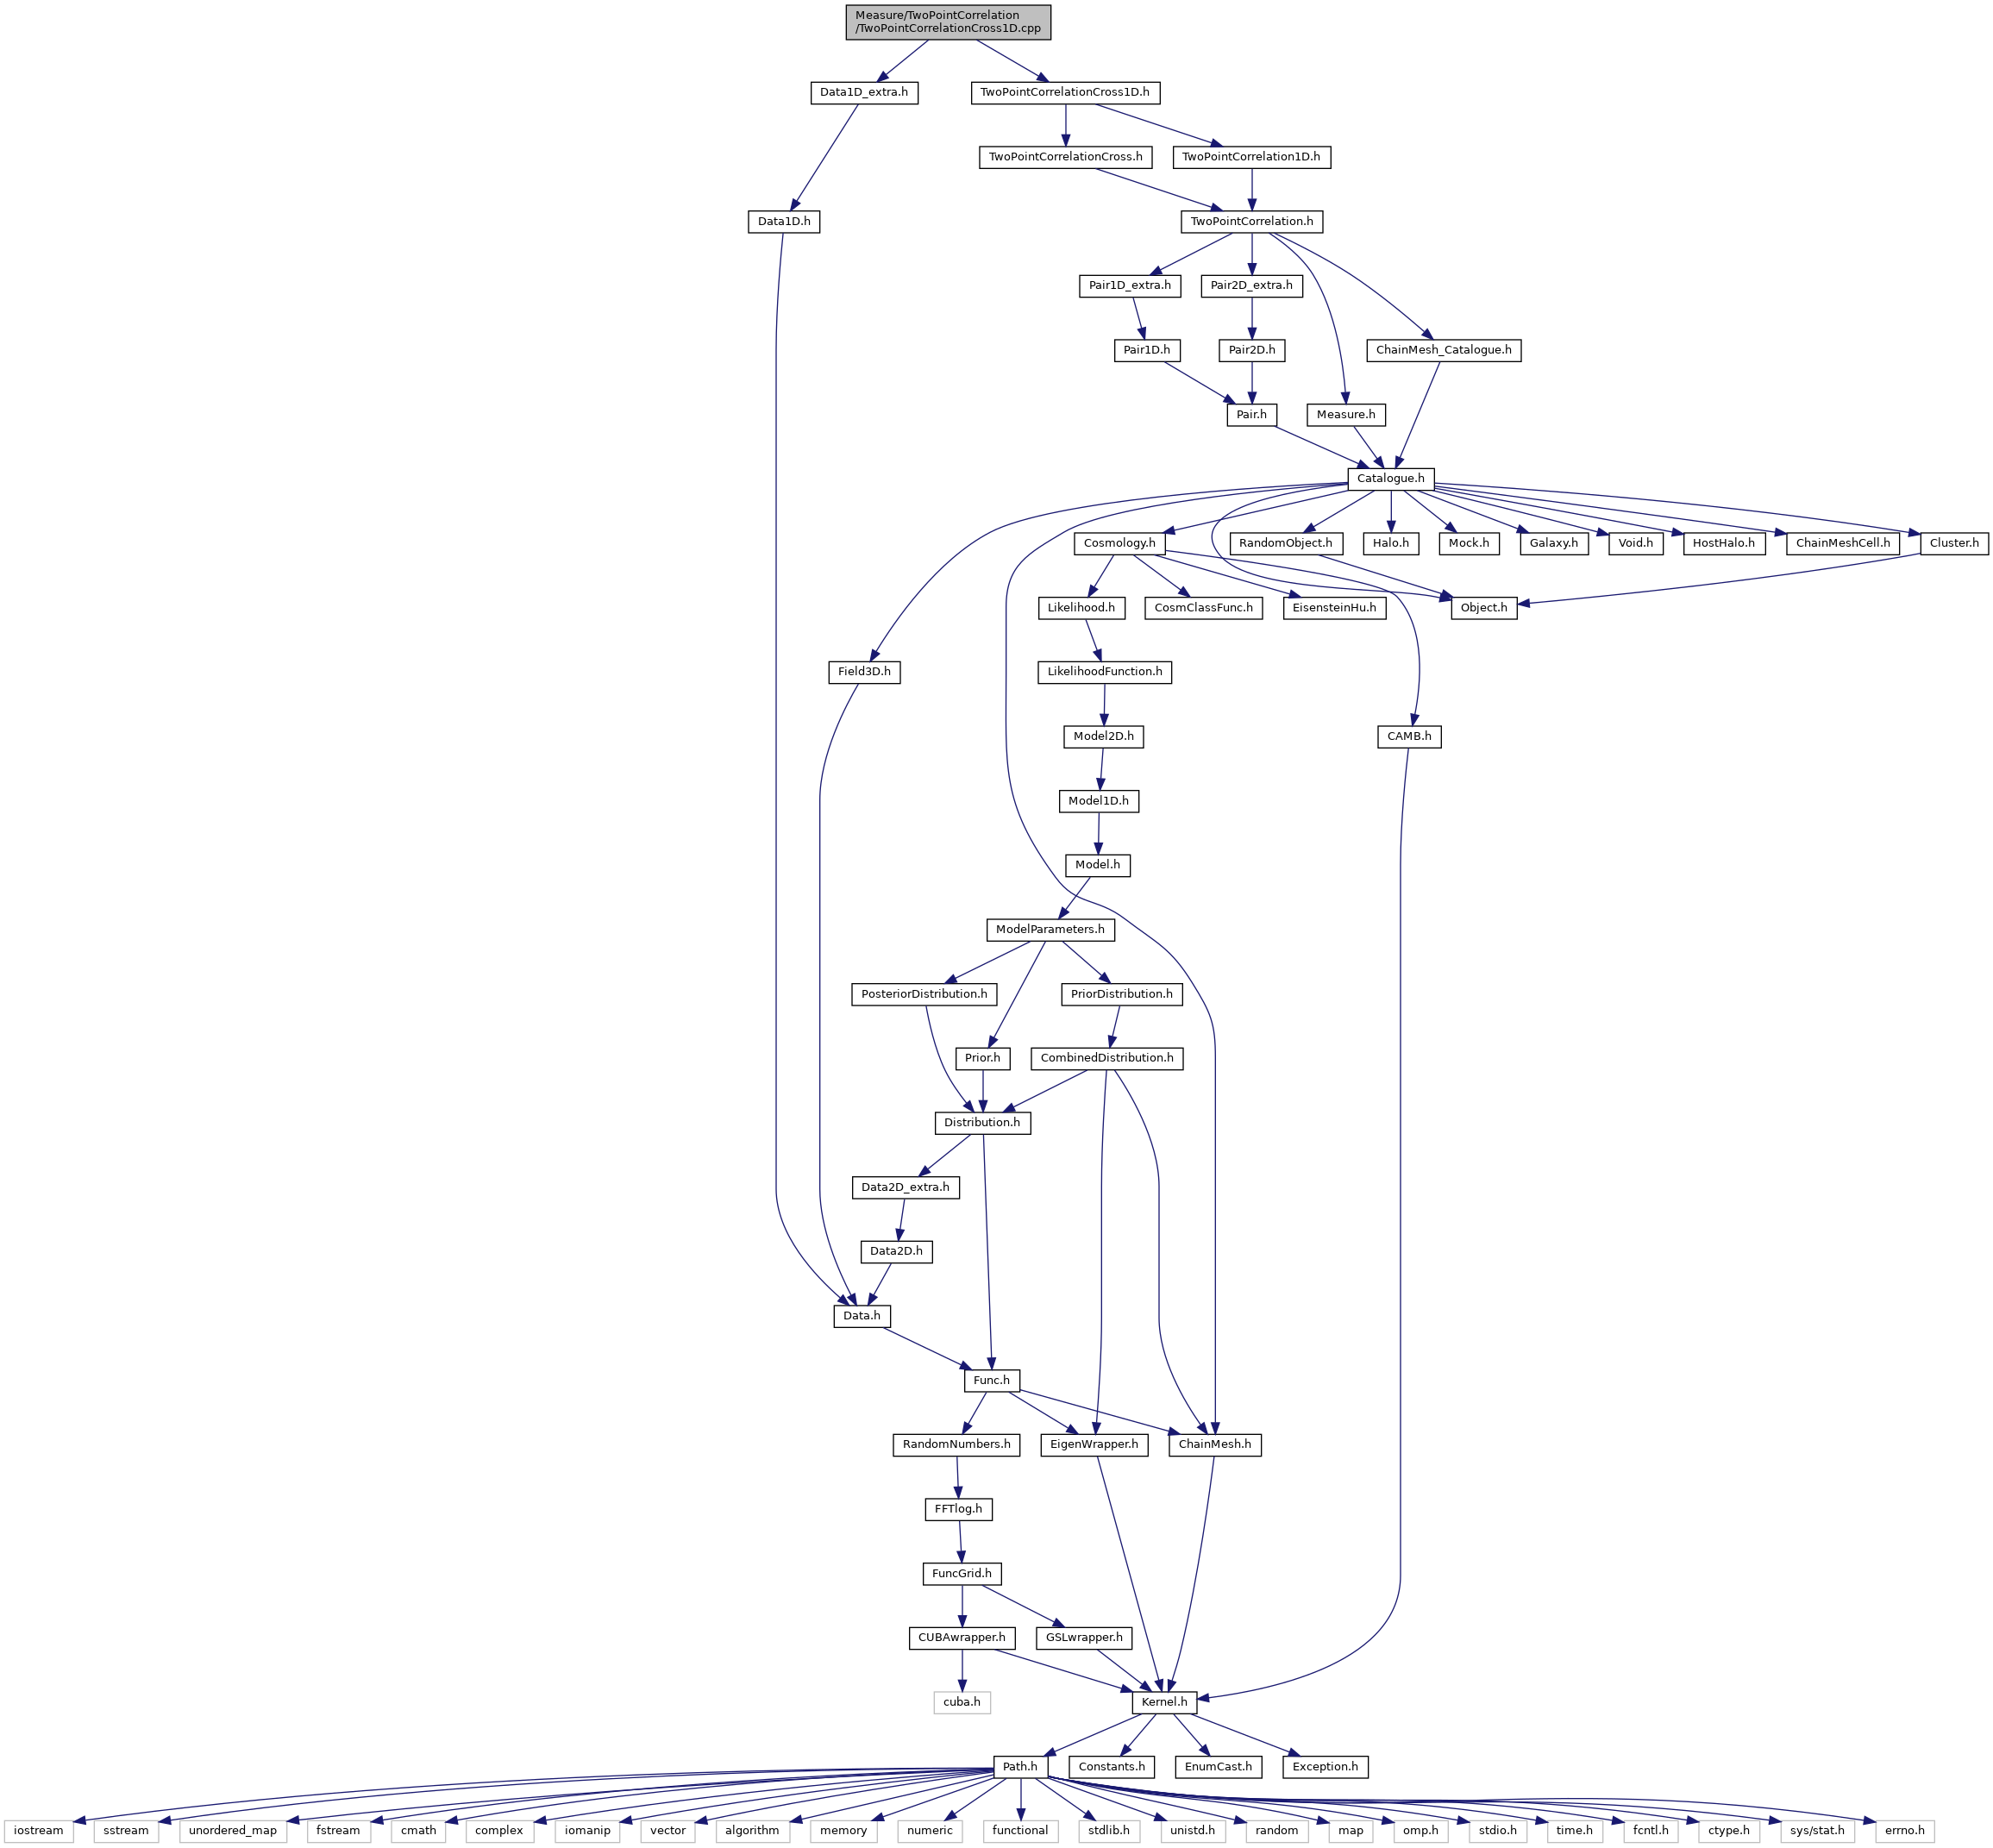 Measure/TwoPointCorrelation
/TwoPointCorrelationCross1D.cpp
Data1D_extra.h
TwoPointCorrelationCross1D.h
TwoPointCorrelationCross.h
TwoPointCorrelation1D.h
Data1D.h
TwoPointCorrelation.h
Pair1D_extra.h
Pair2D_extra.h
Pair1D.h
Pair2D.h
ChainMesh_Catalogue.h
Pair.h
Measure.h
Catalogue.h
Cosmology.h
RandomObject.h
Halo.h
Mock.h
Galaxy.h
Void.h
HostHalo.h
ChainMeshCell.h
Cluster.h
Likelihood.h
CosmClassFunc.h
EisensteinHu.h
Object.h
Field3D.h
LikelihoodFunction.h
Model2D.h
CAMB.h
Model1D.h
Model.h
ModelParameters.h
PosteriorDistribution.h
PriorDistribution.h
Prior.h
CombinedDistribution.h
Distribution.h
Data2D_extra.h
Data2D.h
Data.h
Func.h
RandomNumbers.h
EigenWrapper.h
ChainMesh.h
FFTlog.h
FuncGrid.h
CUBAwrapper.h
GSLwrapper.h
cuba.h
Kernel.h
Path.h
Constants.h
EnumCast.h
Exception.h
iostream
sstream
unordered_map
fstream
cmath
complex
iomanip
vector
algorithm
memory
numeric
functional
stdlib.h
unistd.h
random
map
omp.h
stdio.h
time.h
fcntl.h
ctype.h
sys/stat.h
errno.h